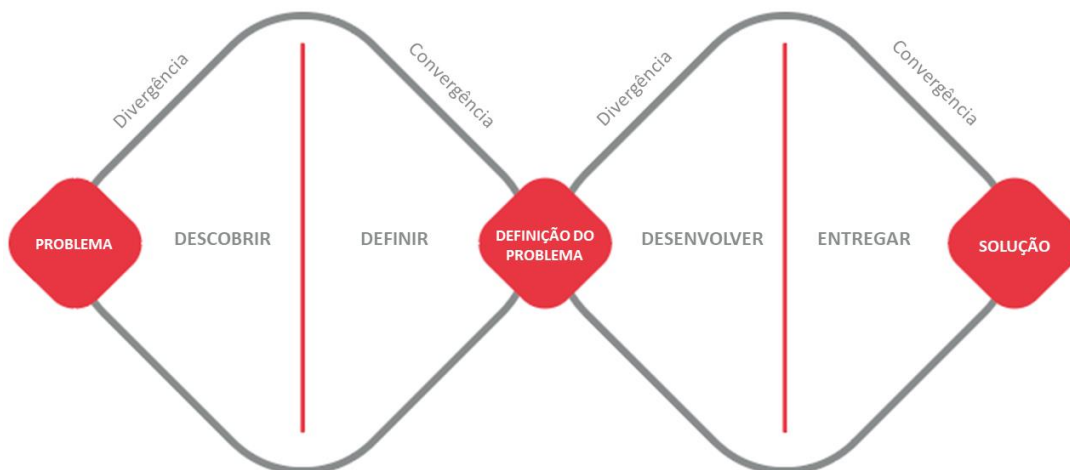 Divergência
Convergência
Divergência
Convergência
PROBLEMA
DESCOBRIR
DEFINIR
DEFINIÇÃO DO
PROBLEMA
DESENVOLVER
ENTREGAR
SOLUÇÃO